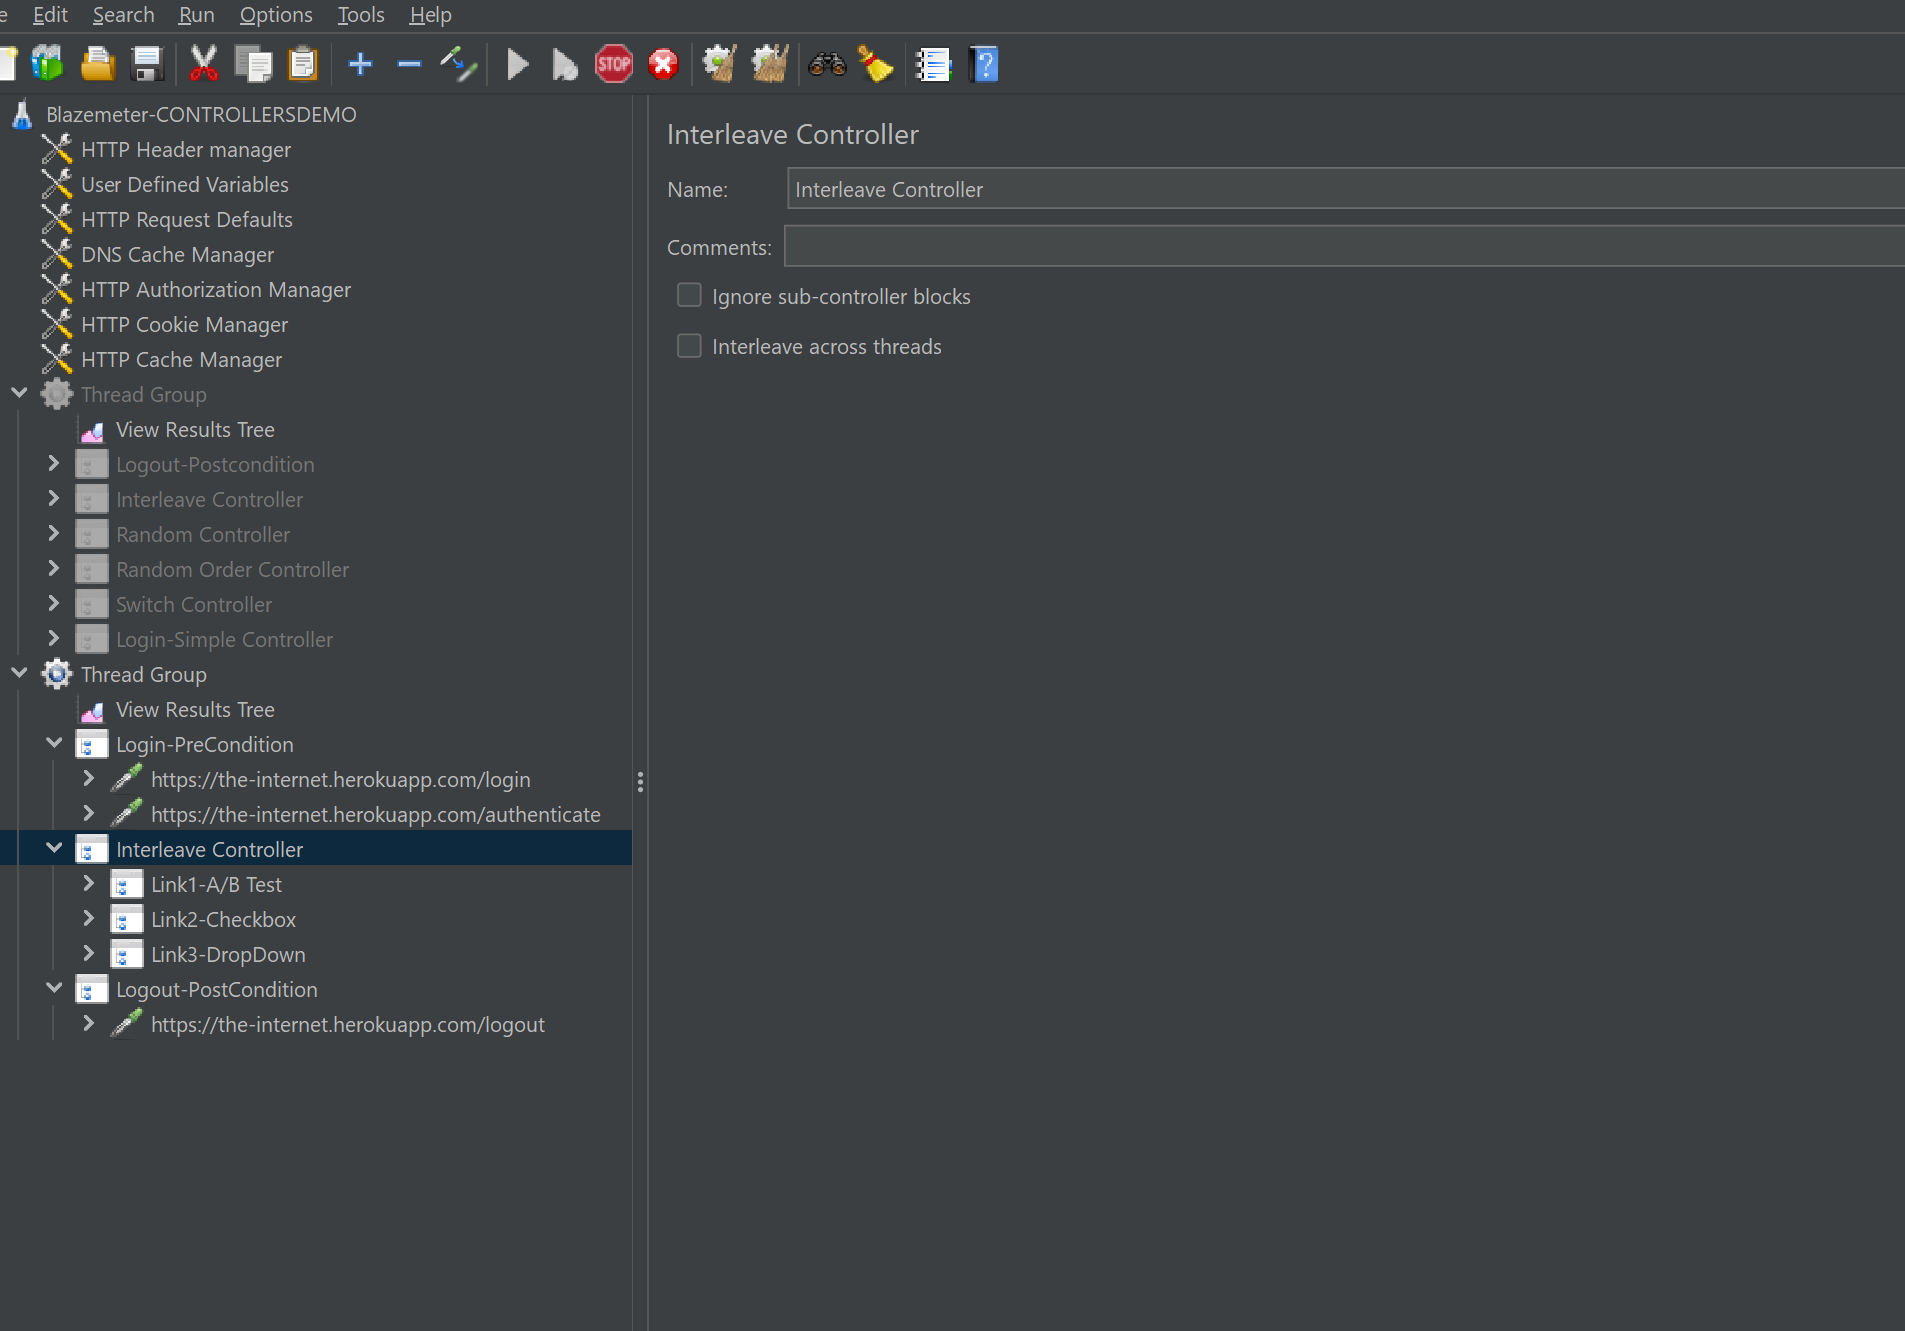 e Edit Search Run Options Tools Help
STOP
?
Blazemeter-CONTROLLERSDEMO
HTTP Header manager
User Defined Variables
HTTP Request Defaults
DNS Cache Manager
HTTP Authorization Manager
HTTP Cookie Manager
HTTP Cache Manager
Thread Group
View Results Tree
Logout-Postcondition
Interleave Controller
Random Controller
Random Order Controller
Switch Controller
Login-Simple Controller
Thread Group
View Results Tree
Login-PreCondition
https://the-internet.herokuapp.com/login
https://the-internet.herokuapp.com/authenticate
Interleave Controller
Link1-A/B Test
Link2-Checkbox
Link3-DropDown
Logout-PostCondition
https://the-internet.herokuapp.com/logout
Interleave Controller
Name: Interleave Controller
Comments:
Ignore sub-controller blocks
Interleave across threads